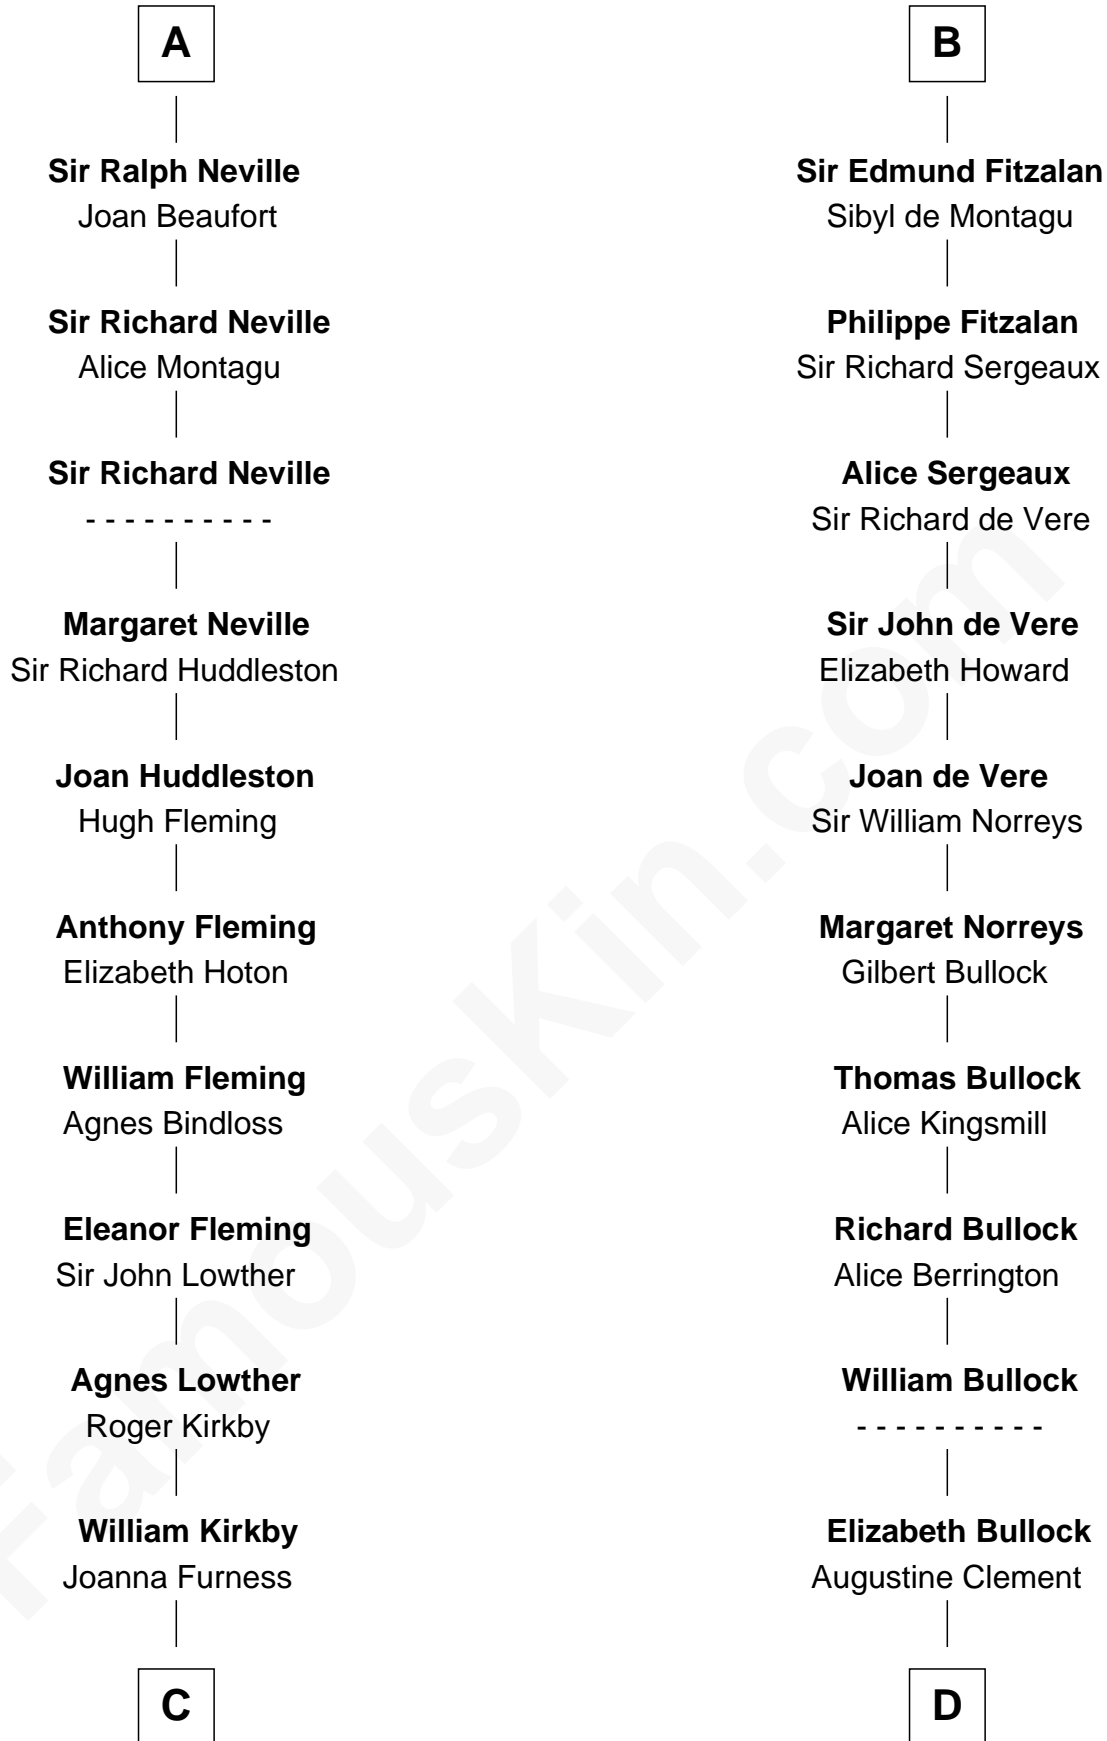 A
Sir Ralph Neville
Joan Beaufort
Sir Richard Neville
Alice Montagu
Sir Richard Neville
- - - - - - - - - -
Margaret Neville
Sir Richard Huddleston
Joan Huddleston
Hugh Fleming
Anthony Fleming
Elizabeth Hoton
William Fleming
Agnes Bindloss
Eleanor Fleming
Sir John Lowther
Agnes Lowther
Roger Kirkby
William Kirkby
Joanna Furness
C
B
Sir Edmund Fitzalan
Sibyl de Montagu
Philippe Fitzalan
Sir Richard Sergeaux
Alice Sergeaux
Sir Richard de Vere
Sir John de Vere
Elizabeth Howard
Joan de Vere
Sir William Norreys
Margaret Norreys
Gilbert Bullock
Thomas Bullock
Alice Kingsmill
Richard Bullock
Alice Berrington
William Bullock
- - - - - - - - - -
Elizabeth Bullock
Augustine Clement
D
FamousKin.com